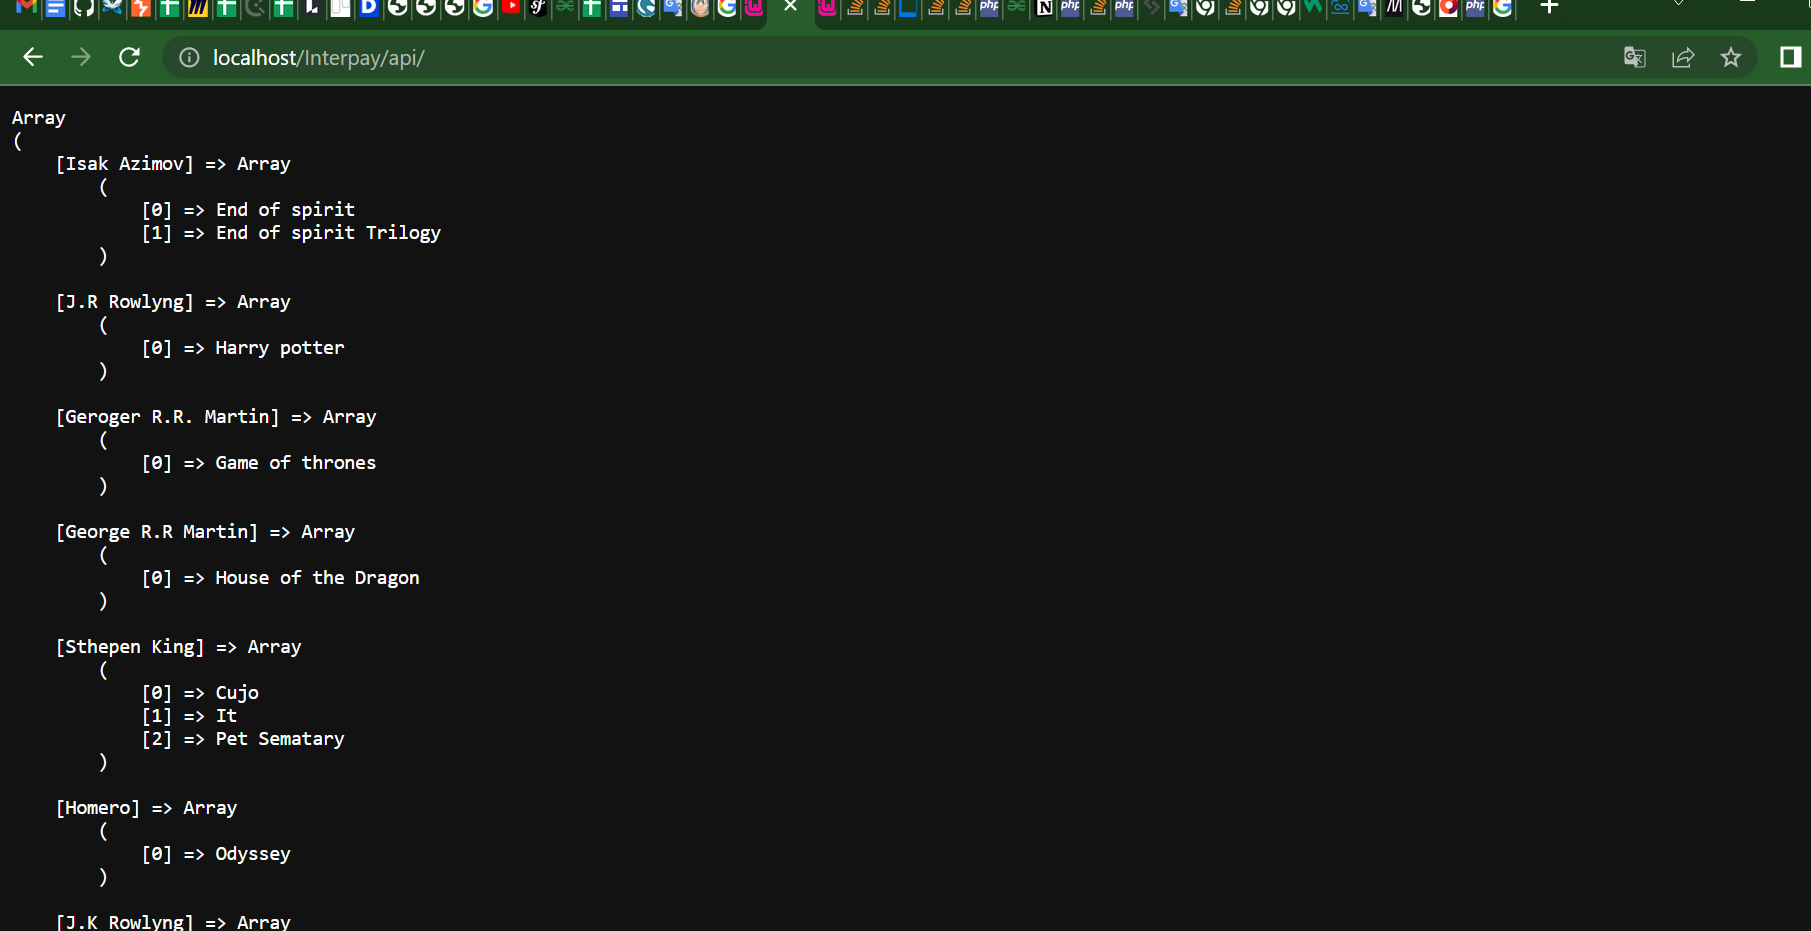 localhost/Interpay/api/
Array
(
[Isak Azimov] => Array
(
[0] => End of spirit
[1] => End of spirit Trilogy
)
[J.R Rowlyng] => Array
(
[0] => Harry potter
)
[Geroger R.R. Martin] => Array
(
[0] => Game of thrones
)
[George R.R Martin] => Array
(
[0] => House of the Dragon
)
[Sthepen King] => Array
(
[0] => Cujo
[1] => It
[2] => Pet Sematary
)
[Homero] => Array
(
[0] => Odyssey
)
[J.K Rowlyng] => Array